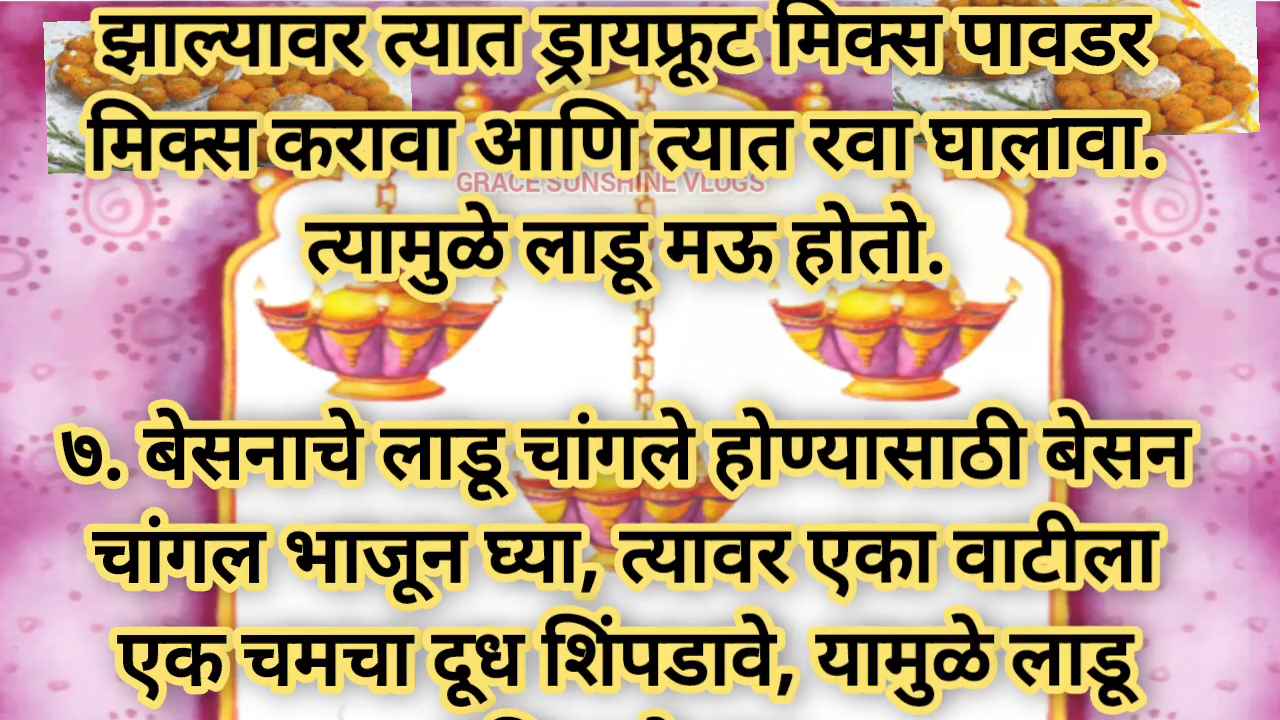 झाल्यावर त्यात ड्रायफ्रूट मिक्स पावडर
मिक्स करावा आणि त्यात रवा घालावा.
GRACE SUNSHINE VLOGS
त्यामुळे लाडू मऊ होतो.
७. बेसनाचे लाडू चांगले होण्यासाठी बेसन
चांगल भाजून घ्या, त्यावर एका वाटीला
एक चमचा दूध शिंपडावे, यामुळे लाडू